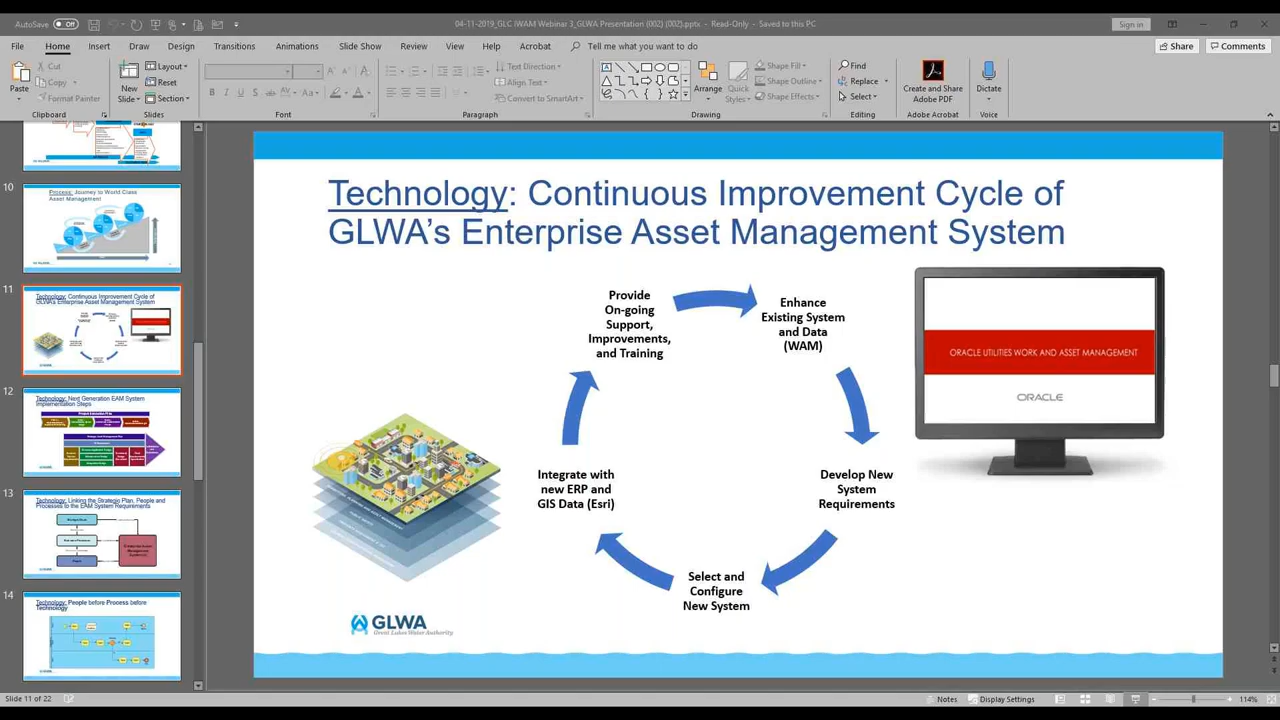 AutoSave Off
04-11-2019_GLC iWAM Webinar 3_GLWA Presentation (002) (002).pptx - Read-Only - Saved to this PC
Sign in
File Home Insert Draw Design Transitions Animations Slide Show Review View Help Acrobat Tell me what you want to do
Share Comments
Paste
Cut
Copy
Format Painter
Clipboard
New
Slide
Layout
Reset
Section
Slides
Font
Text Direction
Align Text
Convert to SmartArt
Paragraph
Arrange
Quick
Styles
Shape Fill
Shape Outline
Shape Effects
Drawing
Find
Replace
Select
Editing
Create and Share
Adobe PDF
Adobe Acrobat
Dictate
Voice
10
Process: Journey to World Class
Asset Management
11
Technology: Continuous Improvement Cycle of
GLWA's Enterprise Asset Management System
12
Technology: Next Generation EAM System
Implementation Steps
13
Technology: Linking the Strategic Plan, People and
Processes to the EAM System Requirements
14
Technology: People before Process before
Technology
Technology: Continuous Improvement Cycle of
GLWA's Enterprise Asset Management System
Provide
On-going
Support,
Improvements,
and Training
Enhance
Existing System
and Data
(WAM)
Develop New
System
Requirements
Select and
Configure
New System
Integrate with
new ERP and
GIS Data (Esri)
ORACLE UTILITIES WORK AND ASSET MANAGEMENT
ORACLE
GLWA
Great Lakes Water Authority
Slide 11 of 22
Notes Display Settings 114%